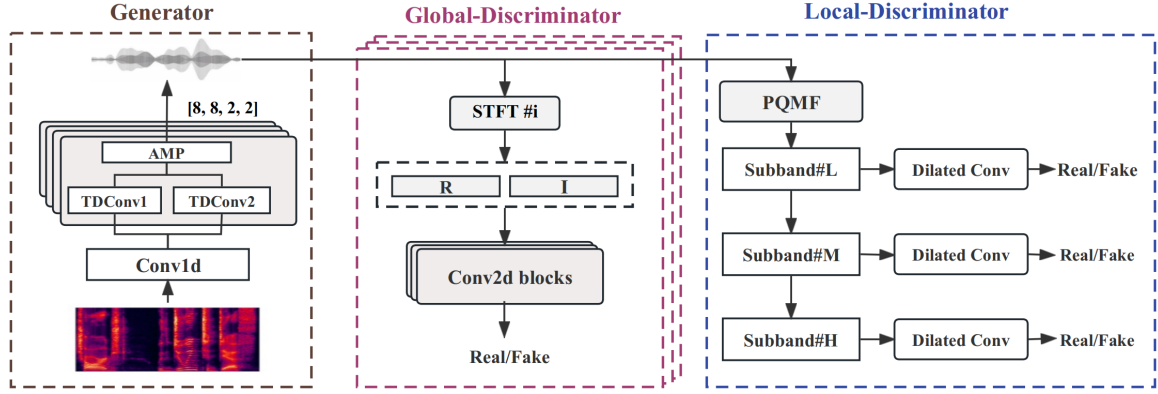 Generator
[8, 8, 2, 2]
AMP
TDConv1 TDConv2
Conv1d
Global-Discriminator
STFT #i
R I
Conv2d blocks
Real/Fake
Local-Discriminator
PQMF
Subband#L Dilated Conv Real/Fake
Subband#M Dilated Conv Real/Fake
Subband#H Dilated Conv Real/Fake